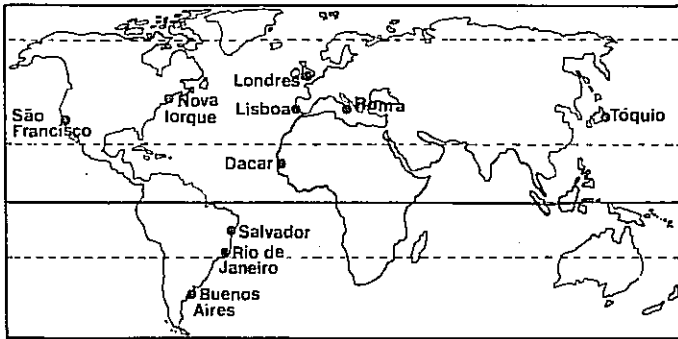 Londres
Nova
Iorque
Lisboa
Roma
São
Francisco
Tóquio
Dacar
Salvador
Rio de
Janeiro
Buenos
Aires